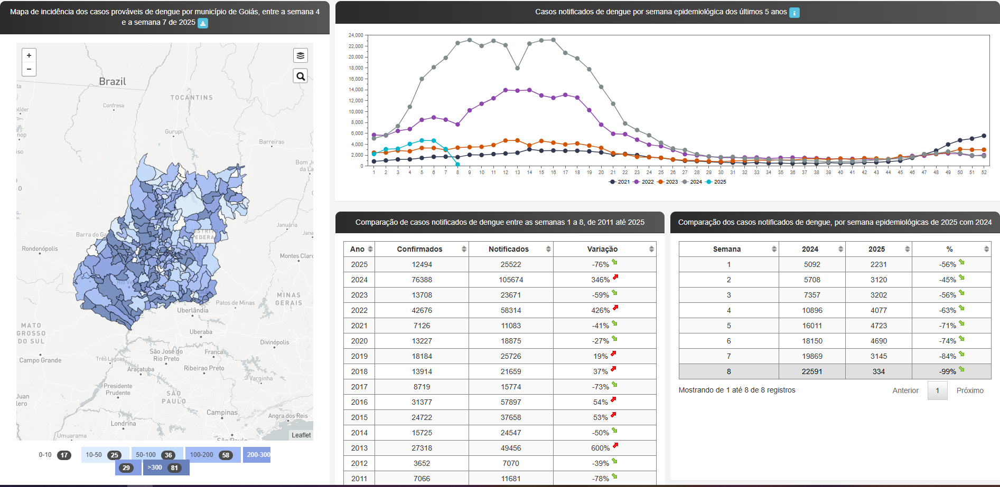 Mapa de incidência dos casos prováveis de dengue por município de Goiás, entre a semana 4
e a semana 7 de 2025
+
−
Brazil
TOCANTINS
Confresa
Gurupi
Barreiras
Januária
Barra do Gar
DISTRIT
FEDERA
Rondonópolis
Montes Claro
Rio Ve
MINAS
GERAIS
Patos de Minas
Uberlândia
MATO
GROSSO
DO SUL
Uberaba
Divinópolis
São José do
Rio Preto
Franca
Campo Grande
Três Lagoas
Araçatuba
Ribeirao Preto
Varginha
Presidente
Prudente
SÃO
PAULO
Campinas
Angra dos Reis
Londrina
Umuarama
Leaflet
0-10 17
10-50 25
50-100 36
100-200 58
200-300
29
>300 81
Casos notificados de dengue por semana epidemiológica dos últimos 5 anos
24,000
22,000
20,000
18,000
16,000
14,000
12,000
10,000
8,000
6,000
4,000
2,000
0
1 2 3 4 5 6 7 8 9 10 11 12 13 14 15 16 17 18 19 20 21 22 23 24 25 26 27 28 29 30 31 32 33 34 35 36 37 38 39 40 41 42 43 44 45 46 47 48 49 50 51 52
2021 2022 2023 2024 2025
Comparação de casos notificados de dengue entre as semanas 1 a 8, de 2011 até 2025
Ano Confirmados Notificados Variação
2025 12494 25522 -76%
2024 76388 105674 346%
2023 13708 23671 -59%
2022 42676 58314 426%
2021 7126 11083 -41%
2020 13227 18875 -27%
2019 18184 25726 19%
2018 13914 21659 37%
2017 8719 15774 -73%
2016 31377 57897 54%
2015 24722 37658 53%
2014 15725 24547 -50%
2013 27318 49456 600%
2012 3652 7070 -39%
2011 7066 11681 -78%
Comparação dos casos notificados de dengue, por semana epidemiológicas de 2025 com 2024
Semana 2024 2025 %
1 5092 2231 -56%
2 5708 3120 -45%
3 7357 3202 -56%
4 10896 4077 -63%
5 16011 4723 -71%
6 18150 4690 -74%
7 19869 3145 -84%
8 22591 334 -99%
Mostrando de 1 até 8 de 8 registros
Anterior 1 Próximo